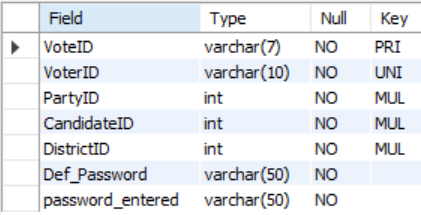 Field Type Null Key
VoteID varchar(7) NO PRI
VoterID varchar(10) NO UNI
PartyID int NO MUL
CandidateID int NO MUL
DistrictID int NO MUL
Def_Password varchar(50) NO
password_entered varchar(50) NO